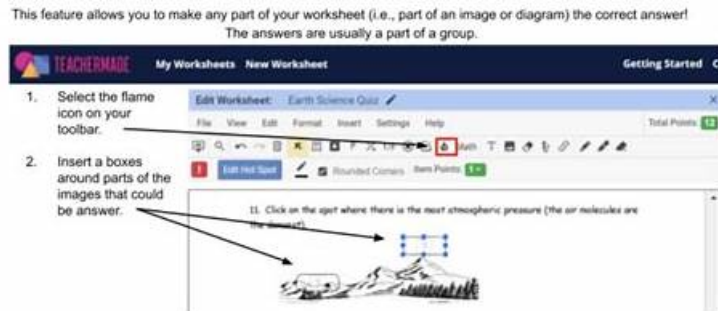 This feature allows you to make any part of your worksheet (i.e., part of an image or diagram) the correct answer!
The answers are usually a part of a group.
TEACHERMADE My Worksheets New Worksheet Getting Started
1. Select the flame
icon on your
toolbar.
2. Insert a boxes
around parts of the
images that could
be answer.
Edit Worksheet: Earth Science Quiz
File View Edit Format Insert Settings Help Total Points: 12
Math T
Edit Hot Spot Rounded Corners Item Points: 1
11. Click on the spot where there is the most atmospheric pressure (the air molecules are
the